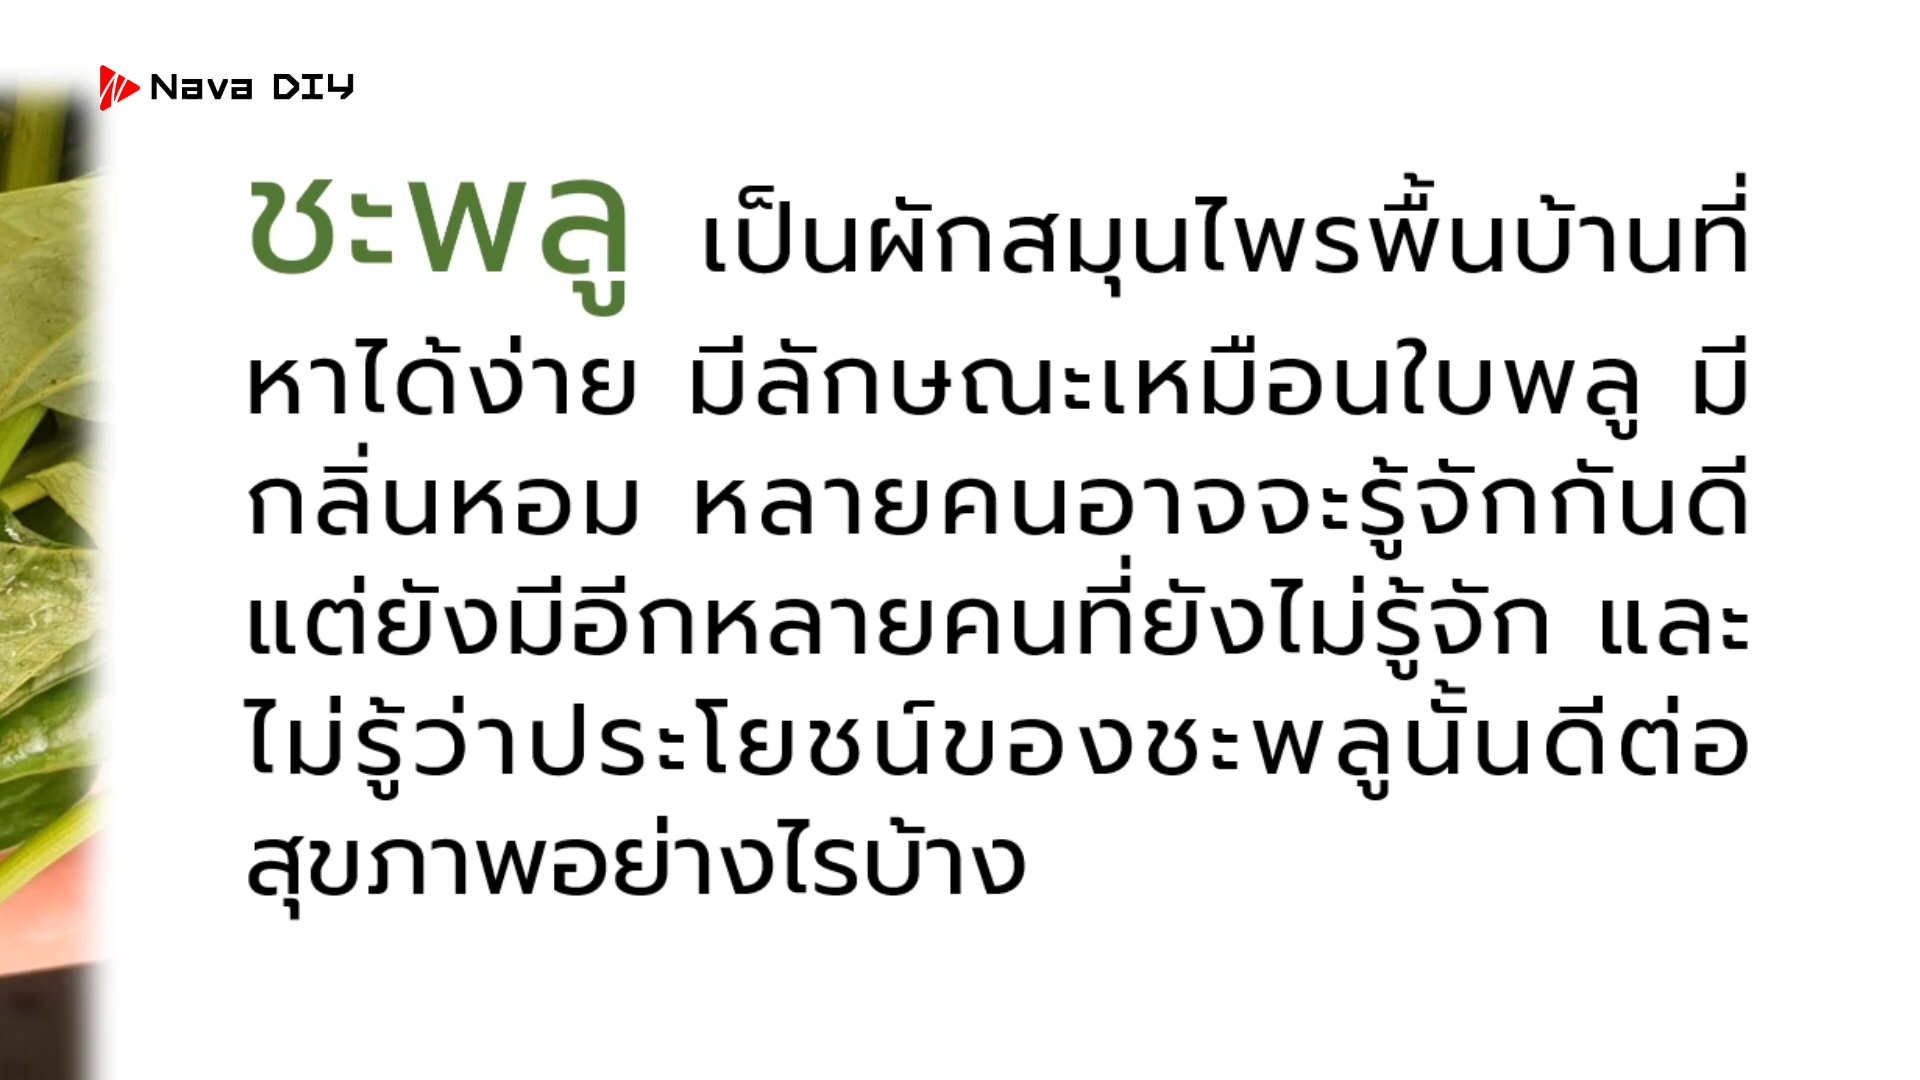 Nava DIY
ชะพลู เป็นผักสมุนไพรพื้นบ้านที่
หาได้ง่าย มีลักษณะเหมือนใบพลู มี
กลิ่นหอม หลายคนอาจจะรู้จักกันดี
แต่ยังมีอีกหลายคนที่ยังไม่รู้จัก และ
ไม่รู้ว่าประโยชน์ของชะพลูนั้นดีต่อ
สุขภาพอย่างไรบ้าง